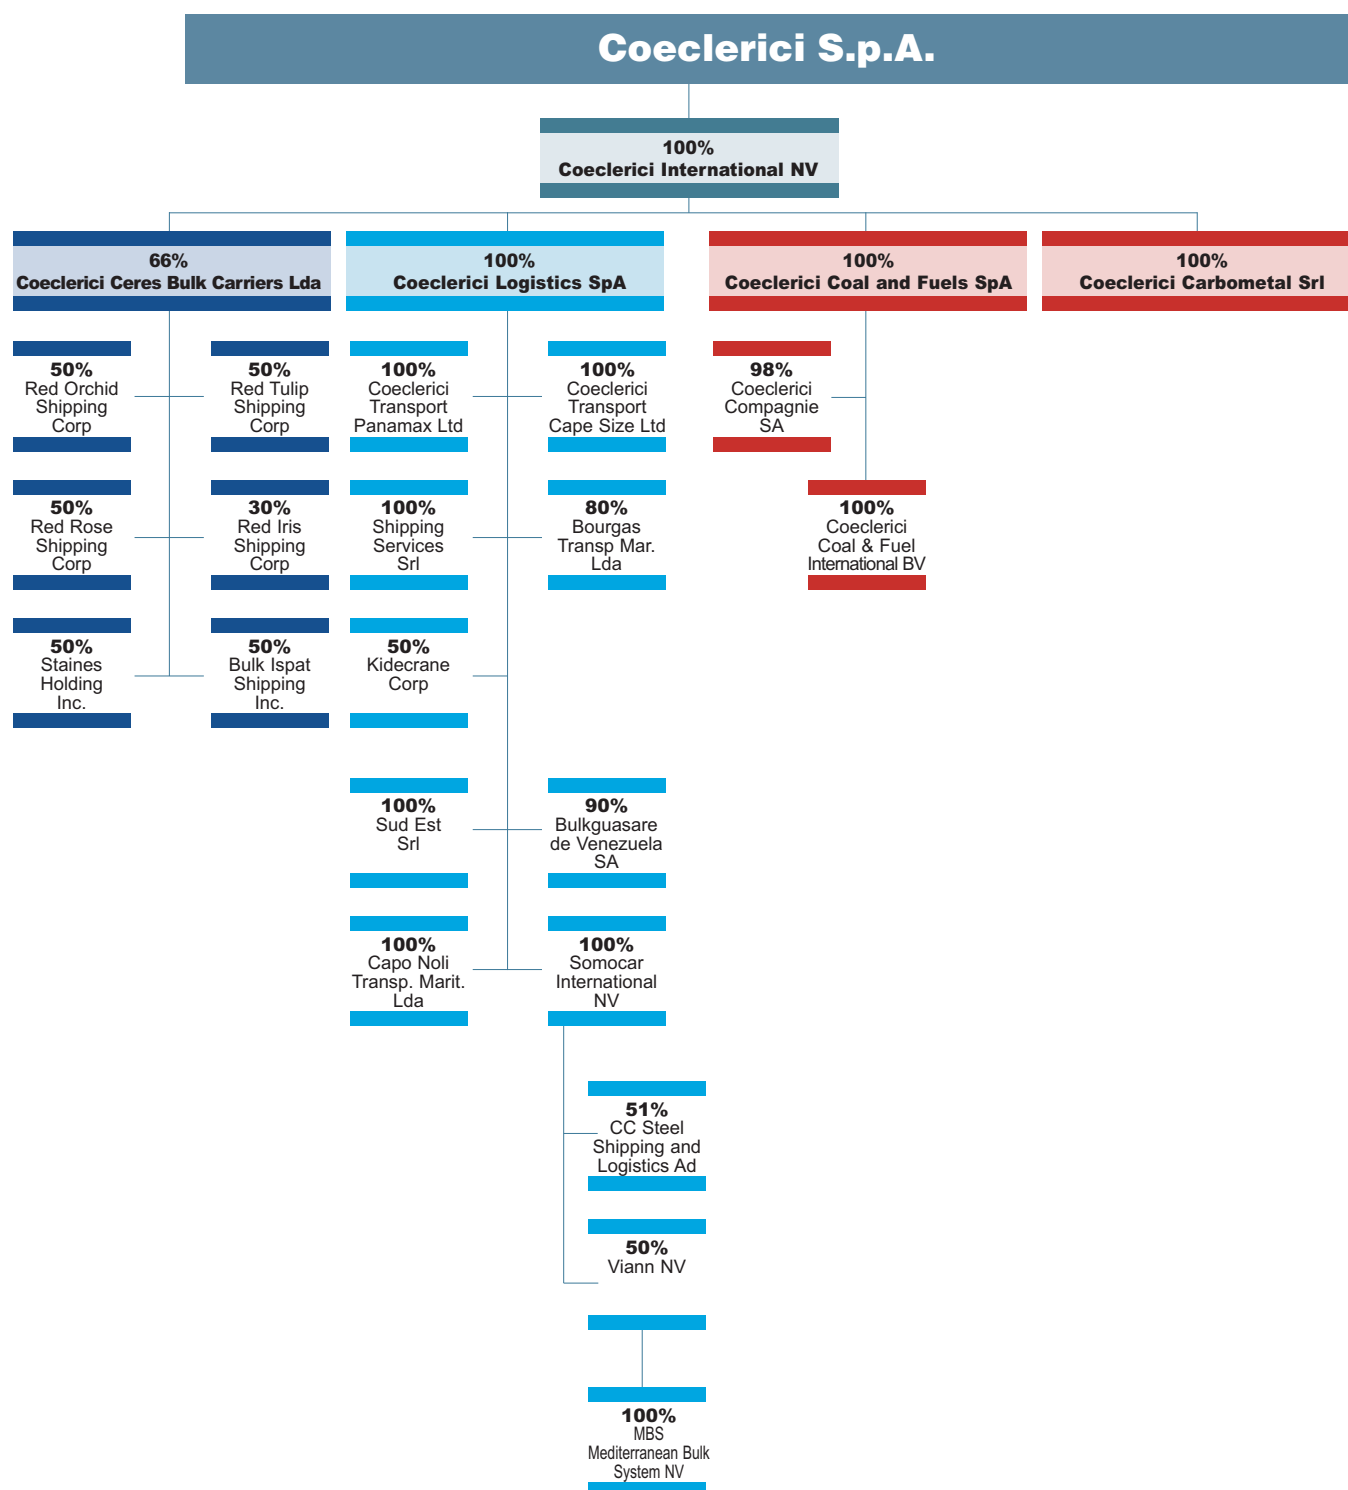 Coeclerici S.p.A.
100%
Coeclerici International NV
66%
Coeclerici Ceres Bulk Carriers Lda
100%
Coeclerici Logistics SpA
100%
Coeclerici Coal and Fuels SpA
100%
Coeclerici Carbometal Srl
50%
Red Orchid
Shipping
Corp
50%
Red Tulip
Shipping
Corp
100%
Coeclerici
Transport
Panamax Ltd
100%
Coeclerici
Transport
Cape Size Ltd
98%
Coeclerici
Compagnie
SA
50%
Red Rose
Shipping
Corp
30%
Red Iris
Shipping
Corp
100%
Shipping
Services
Srl
80%
Bourgas
Transp Mar.
Lda
100%
Coeclerici
Coal & Fuel
International BV
50%
Staines
Holding
Inc.
50%
Bulk Ispat
Shipping
Inc.
50%
Kidecrane
Corp
100%
Sud Est
Srl
90%
Bulkguasare
de Venezuela
SA
100%
Capo Noli
Transp. Marit.
Lda
100%
Somocar
International
NV
51%
CC Steel
Shipping and
Logistics Ad
50%
Viann NV
100%
MBS
Mediterranean Bulk
System NV